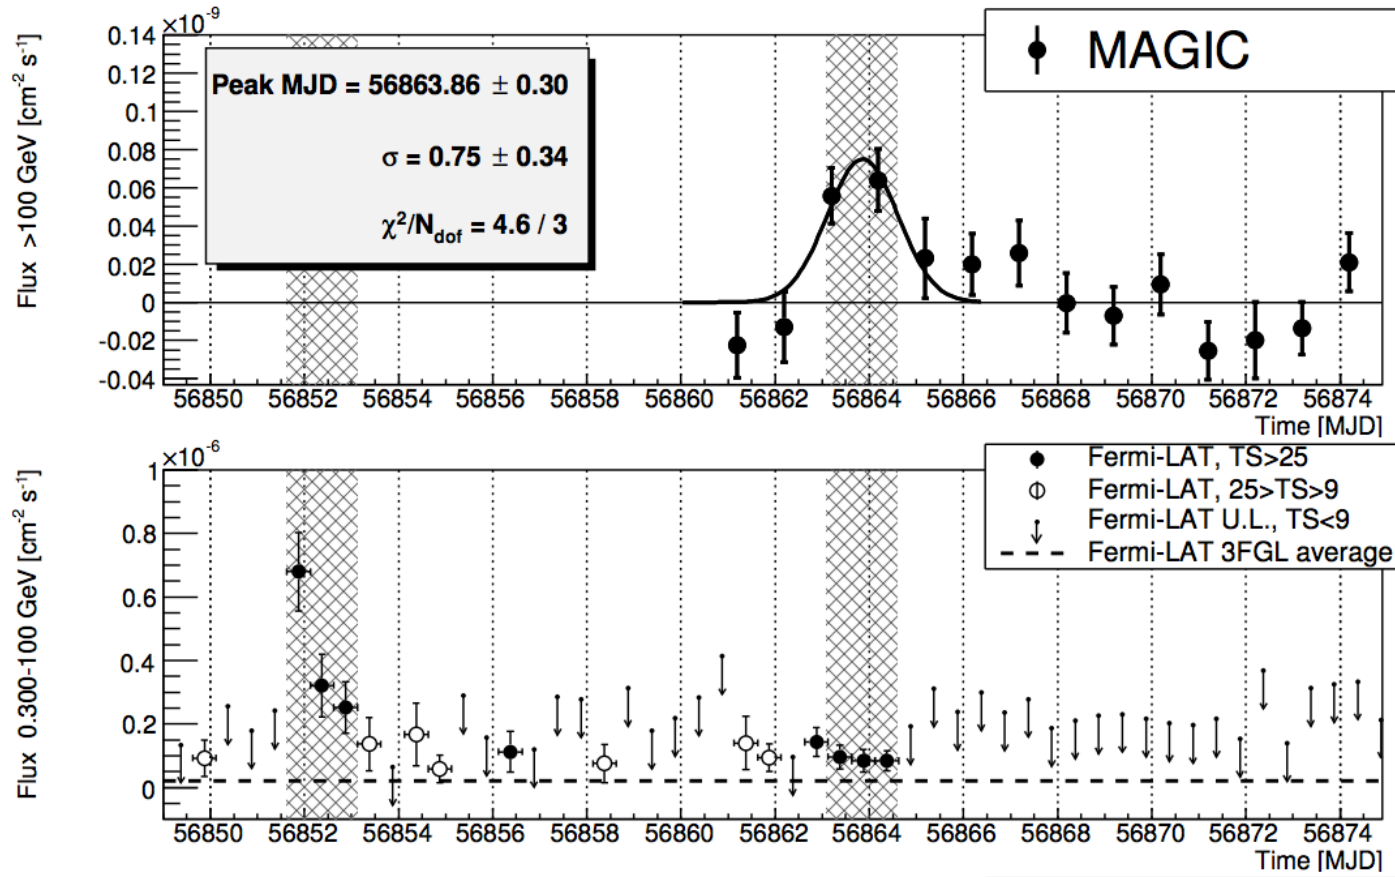 ×10⁻⁹
Flux >100 GeV [cm⁻² s⁻¹]
0.14
0.12
0.1
0.08
0.06
0.04
0.02
0
-0.02
-0.04
Peak MJD = 56863.86 ± 0.30
σ = 0.75 ± 0.34
χ²/N_dof = 4.6 / 3
MAGIC
56850 56852 56854 56856 56858 56860 56862 56864 56866 56868 56870 56872 56874
Time [MJD]
×10⁻⁶
Flux 0.300-100 GeV [cm⁻² s⁻¹]
1
0.8
0.6
0.4
0.2
0
Fermi-LAT, TS>25
Fermi-LAT, 25>TS>9
Fermi-LAT U.L., TS<9
Fermi-LAT 3FGL average
56850 56852 56854 56856 56858 56860 56862 56864 56866 56868 56870 56872 56874
Time [MJD]